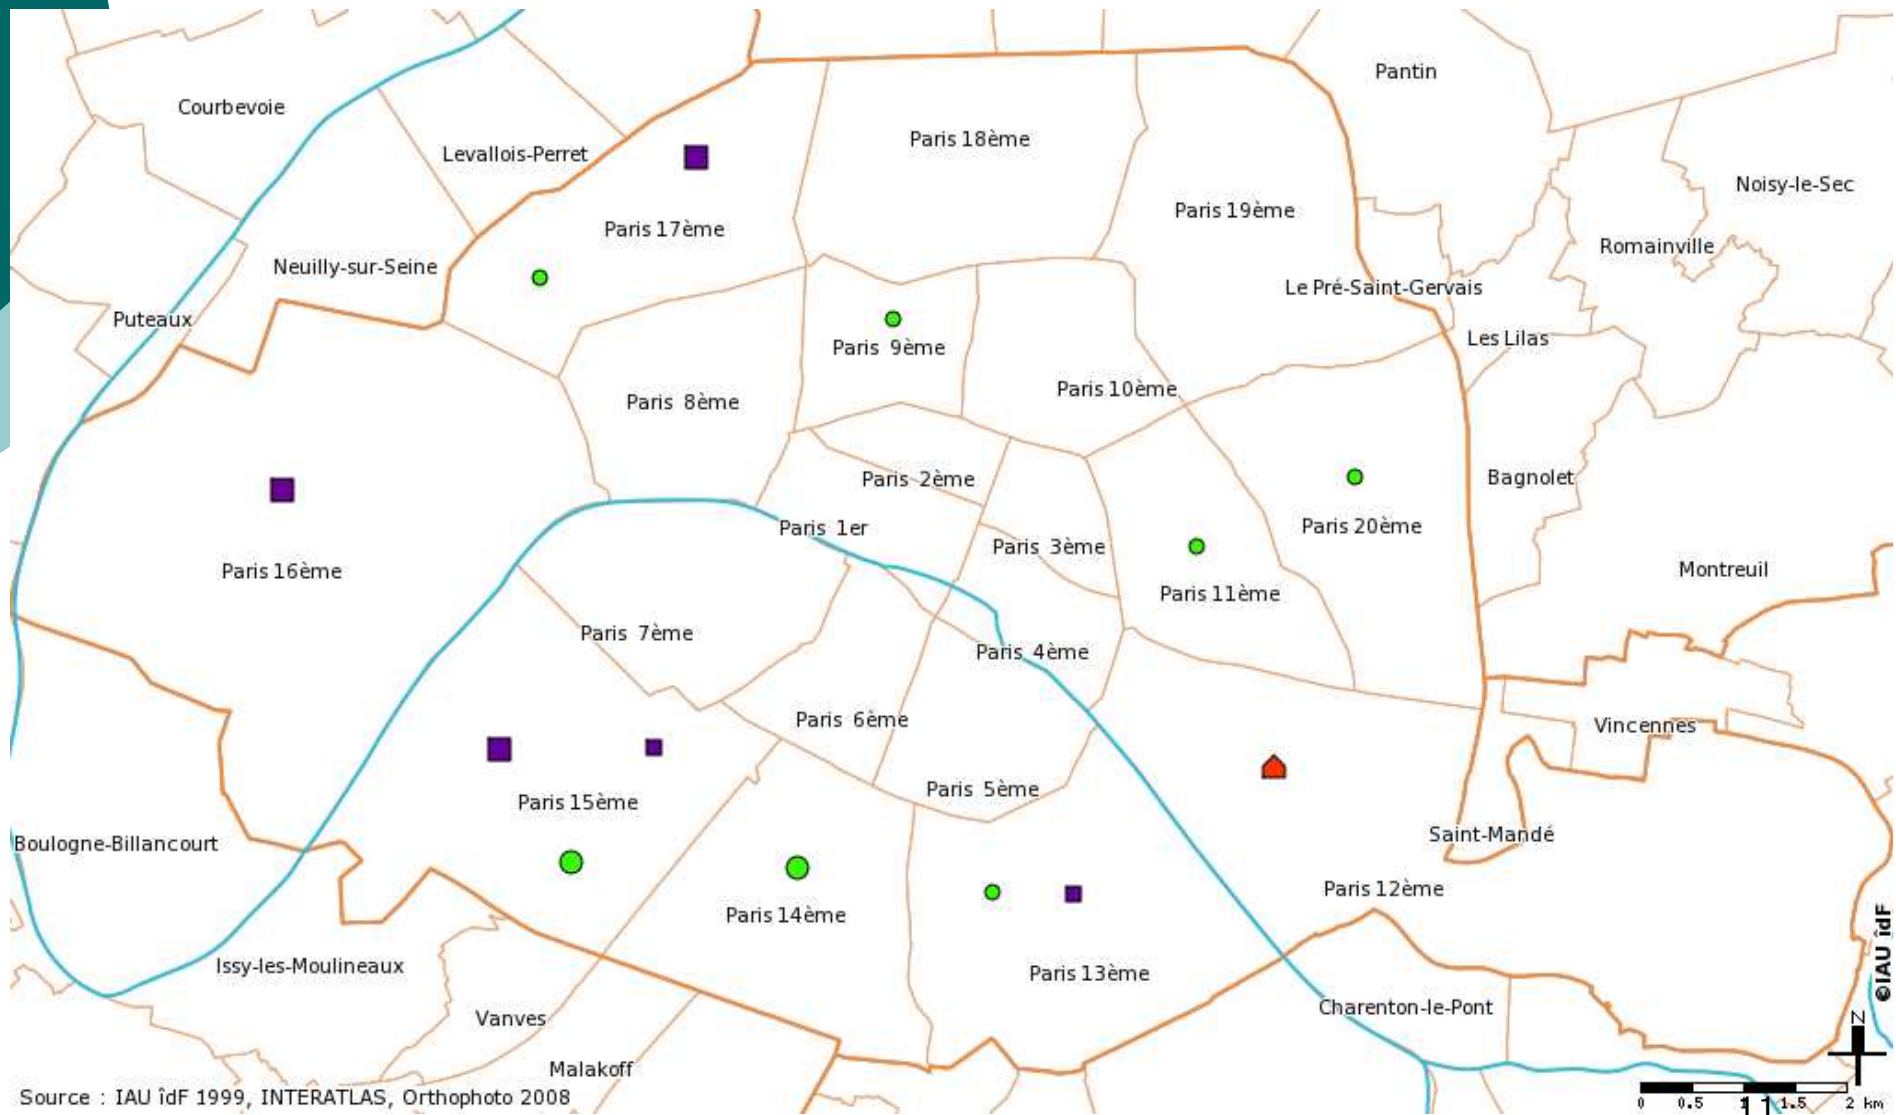 Pantin
Courbevoie
Paris 18ème
Levallois-Perret
Noisy-le-Sec
Paris 19ème
Paris 17ème
Romainville
Neuilly-sur-Seine
Le Pré-Saint-Gervais
Puteaux
Les Lilas
Paris 9ème
Paris 10ème
Paris 8ème
Paris 2ème
Bagnolet
Paris 1er
Paris 20ème
Paris 3ème
Paris 16ème
Montreuil
Paris 11ème
Paris 7ème
Paris 4ème
Paris 6ème
Vincennes
Paris 5ème
Paris 15ème
Saint-Mandé
Boulogne-Billancourt
Paris 12ème
Paris 14ème
©IAU îdF
Issy-les-Moulineaux
Paris 13ème
Charenton-le-Pont
Vanves
N
Malakoff
Source : IAU îdF 1999, INTERATLAS, Orthophoto 2008
0 0.5 1 1.5 2 km